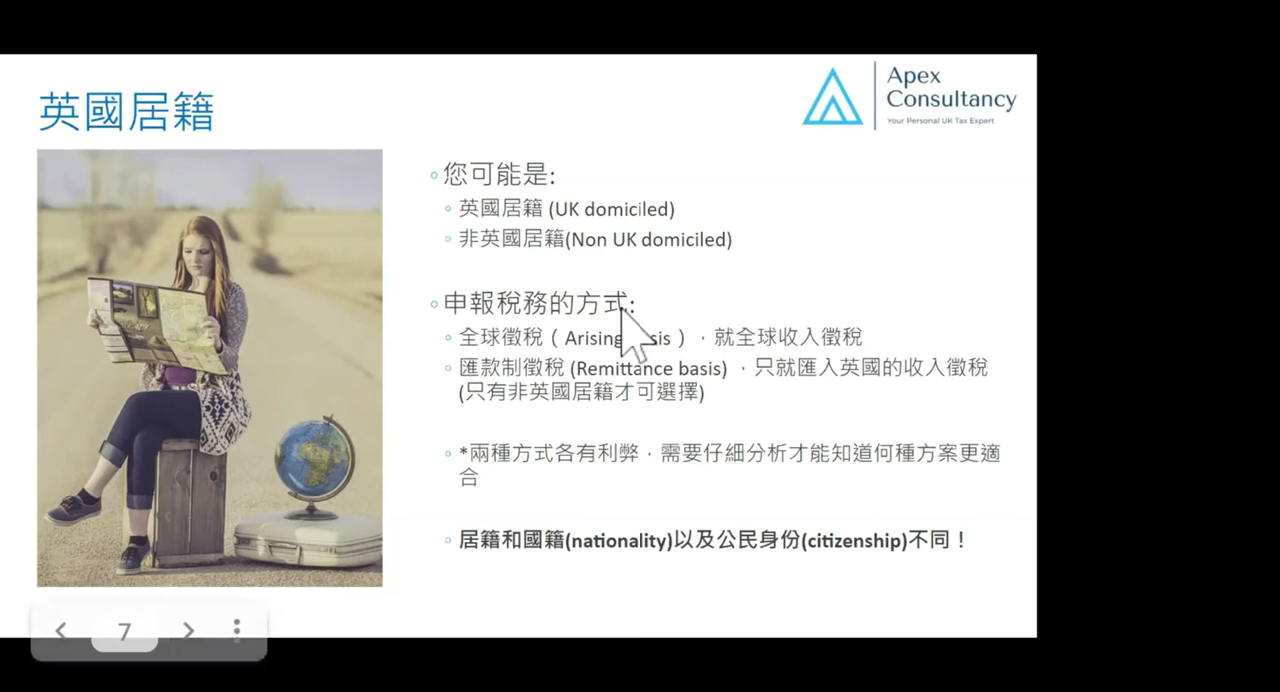 英國居籍
Apex
Consultancy
Your Personal UK Tax Expert
您可能是:
英國居籍 (UK domiciled)
非英國居籍(Non UK domiciled)
申報稅務的方式:
全球徵稅（Arising ），就全球收入徵稅
匯款制徵稅 (Remittance basis) ，只就匯入英國的收入徵稅
(只有非英國居籍才可選擇)
*兩種方式各有利弊，需要仔細分析才能知道何種方案更適
合
居籍和國籍(nationality)以及公民身份(citizenship)不同！
7